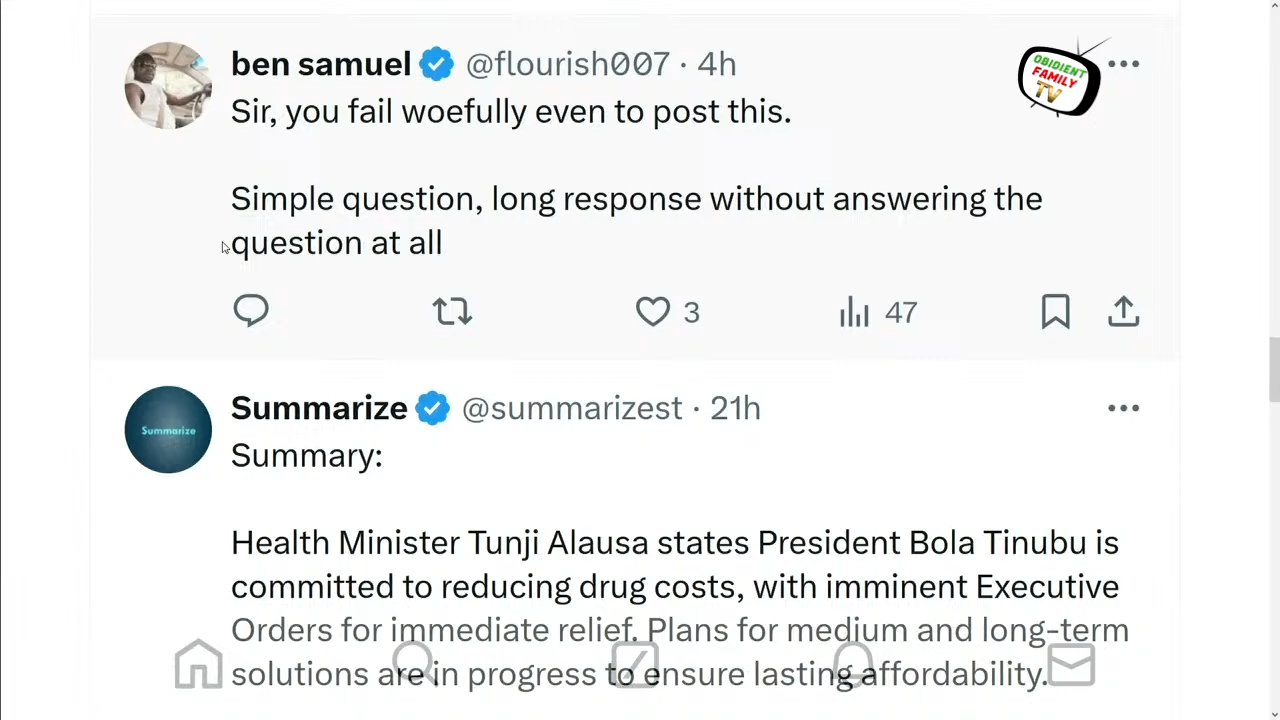 ben samuel @flourish007 · 4h
OBIDIENT
FAMILY
TV
Sir, you fail woefully even to post this.
Simple question, long response without answering the
question at all
3 47
Summarize @summarizest · 21h
Summarize
Summary:
Health Minister Tunji Alausa states President Bola Tinubu is
committed to reducing drug costs, with imminent Executive
Orders for immediate relief. Plans for medium and long-term
solutions are in progress to ensure lasting affordability.